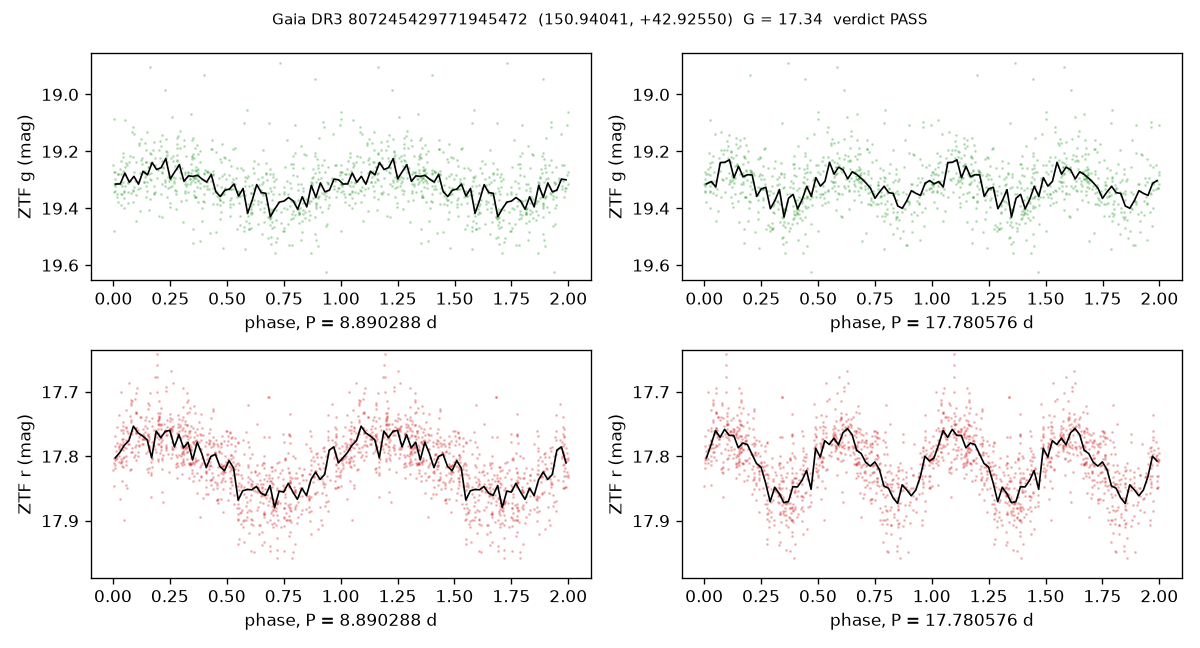 Gaia DR3 807245429771945472 (150.94041, +42.92550) G = 17.34 verdict PASS
ZTF g (mag)
19.0
19.2
19.4
19.6
0.00 0.25 0.50 0.75 1.00 1.25 1.50 1.75 2.00
phase, P = 8.890288 d
ZTF g (mag)
19.0
19.2
19.4
19.6
0.00 0.25 0.50 0.75 1.00 1.25 1.50 1.75 2.00
phase, P = 17.780576 d
ZTF r (mag)
17.7
17.8
17.9
0.00 0.25 0.50 0.75 1.00 1.25 1.50 1.75 2.00
phase, P = 8.890288 d
ZTF r (mag)
17.7
17.8
17.9
0.00 0.25 0.50 0.75 1.00 1.25 1.50 1.75 2.00
phase, P = 17.780576 d